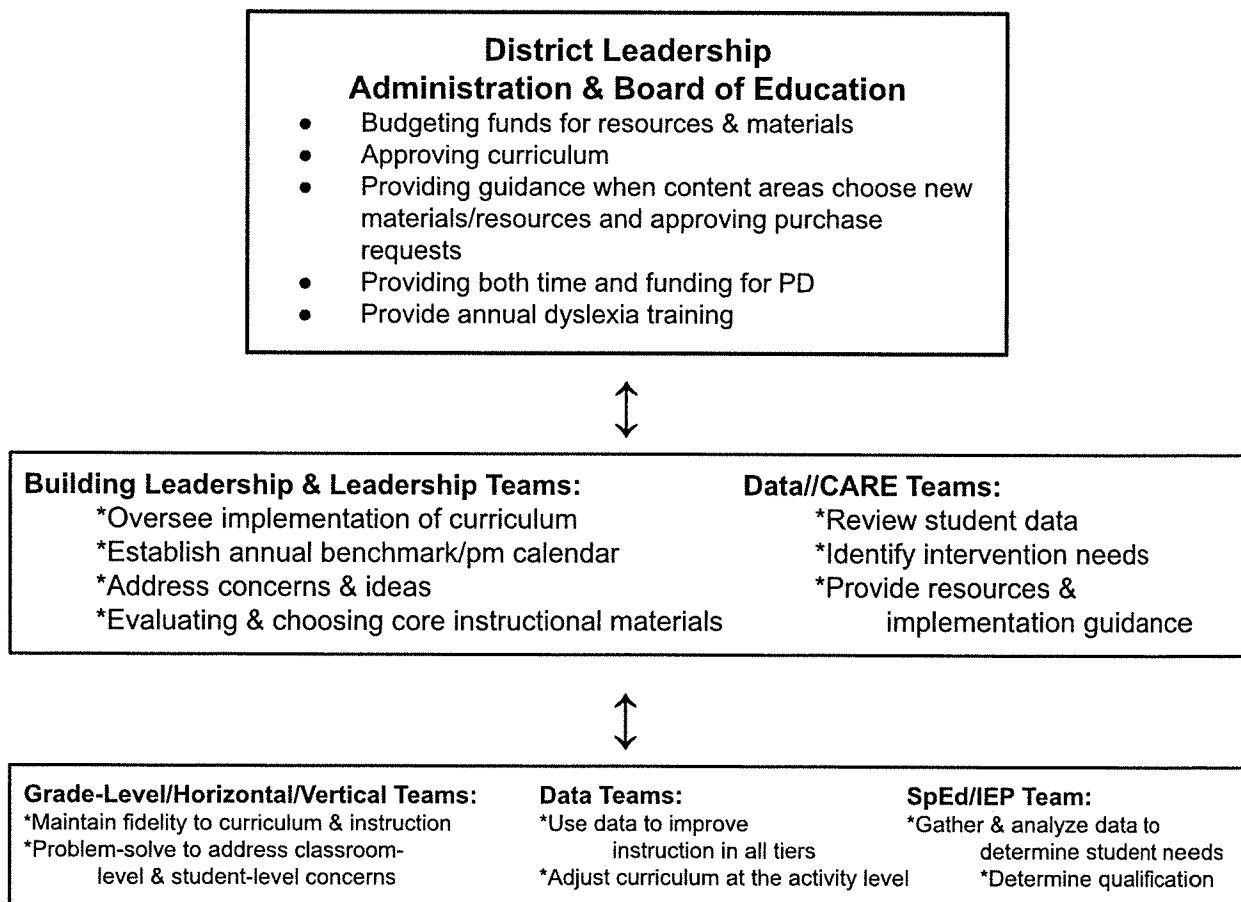 District Leadership
Administration & Board of Education
● Budgeting funds for resources & materials
● Approving curriculum
● Providing guidance when content areas choose new
materials/resources and approving purchase
requests
● Providing both time and funding for PD
● Provide annual dyslexia training
Building Leadership & Leadership Teams:
*Oversee implementation of curriculum
*Establish annual benchmark/pm calendar
*Address concerns & ideas
*Evaluating & choosing core instructional materials
Data//CARE Teams:
*Review student data
*Identify intervention needs
*Provide resources &
implementation guidance
Grade-Level/Horizontal/Vertical Teams:
*Maintain fidelity to curriculum & instruction
*Problem-solve to address classroom-
level & student-level concerns
Data Teams:
*Use data to improve
instruction in all tiers
*Adjust curriculum at the activity level
SpEd/IEP Team:
*Gather & analyze data to
determine student needs
*Determine qualification